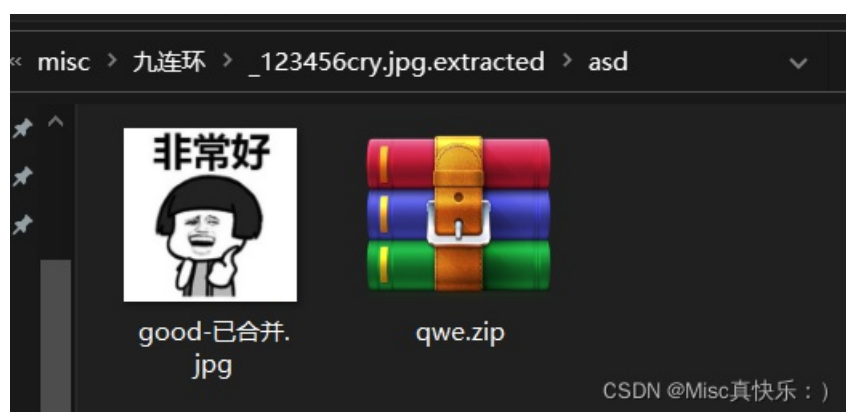 « misc > 九连环 > _123456cry.jpg.extracted > asd
非常好
good-已合并.
jpg
qwe.zip
CSDN @Misc真快乐：）